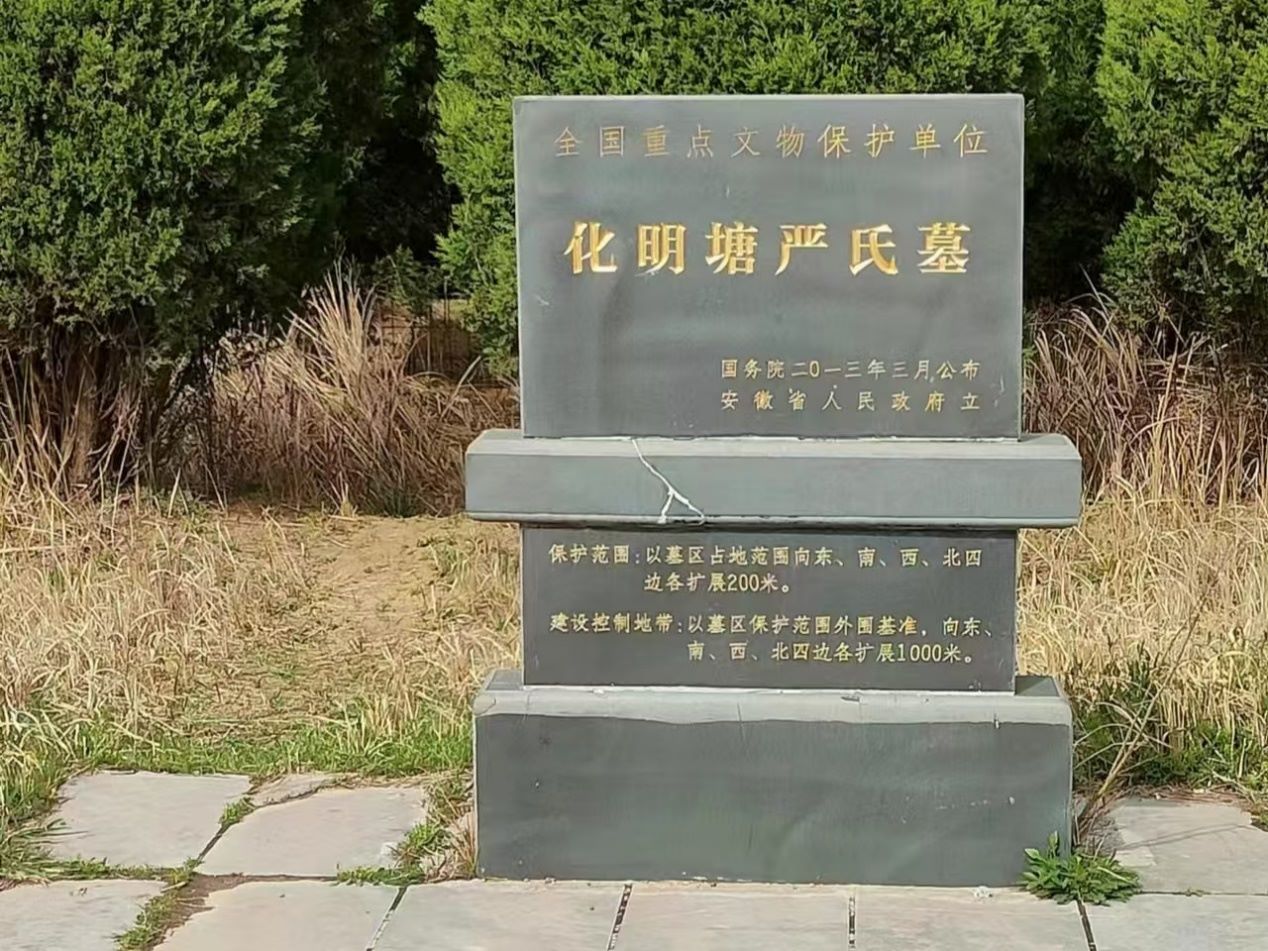 全国重点文物保护单位
化明塘严氏墓
国务院二〇一三年三月公布
安徽省人民政府立
保护范围:以墓区占地范围向东、南、西、北四
边各扩展200米。
建设控制地带:以墓区保护范围外围基准，向东、
南、西、北四边各扩展1000米。